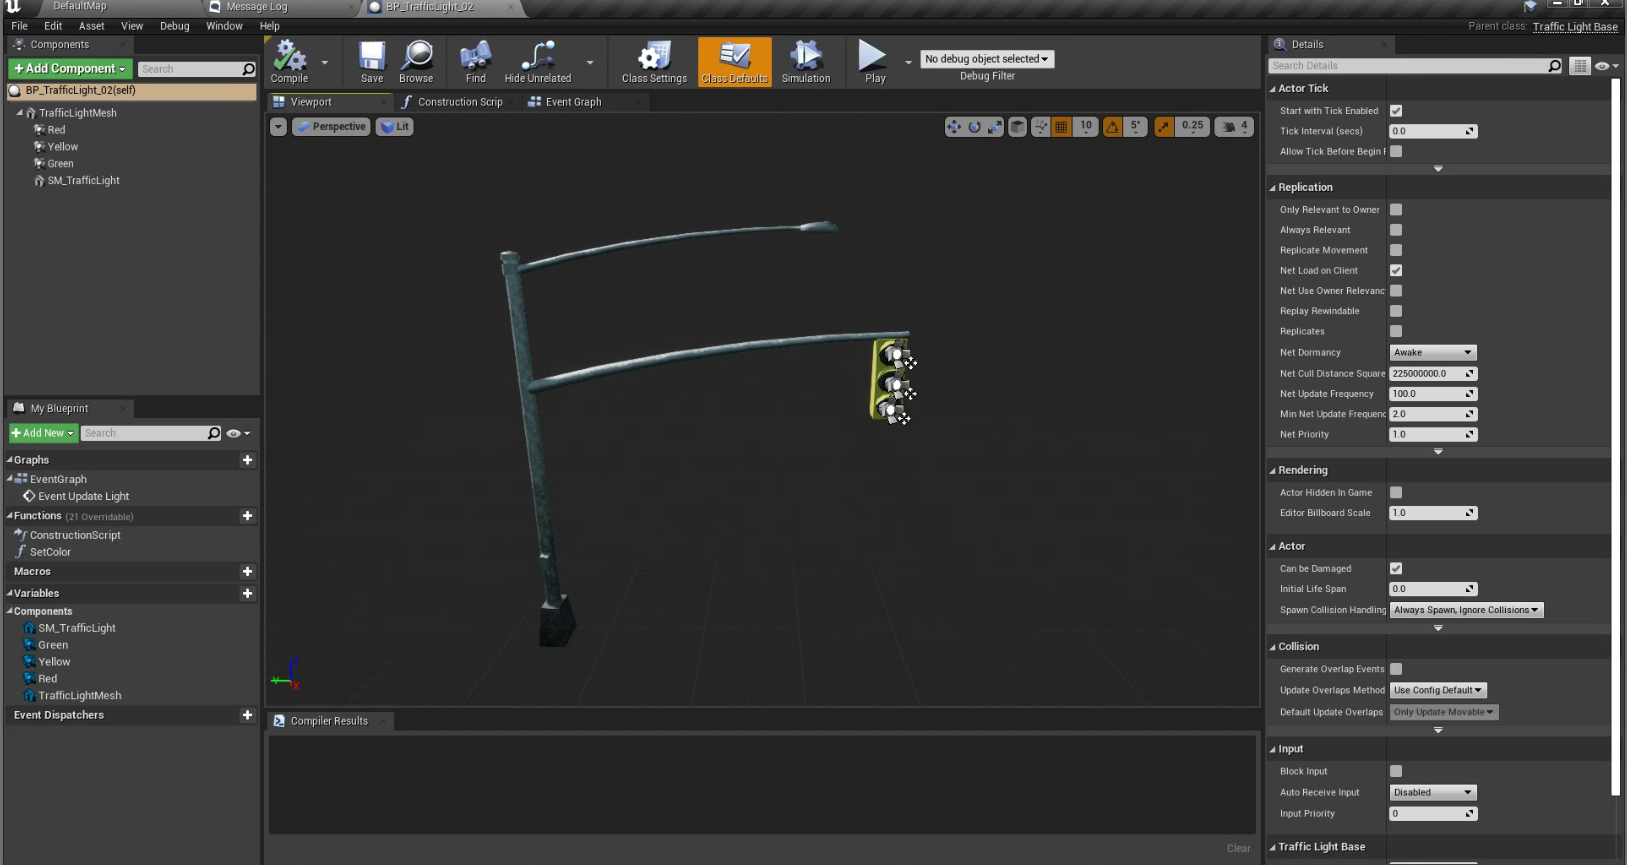 DefaultMap
Message Log
BP_TrafficLight_02
File Edit Asset View Debug Window Help
Parent class: Traffic Light Base
Components
+Add Component
Search
BP_TrafficLight_02(self)
TrafficLightMesh
Red
Yellow
Green
SM_TrafficLight
Compile
Save
Browse
Find
Hide Unrelated
Class Settings
Class Defaults
Simulation
Play
No debug object selected
Debug Filter
Viewport
Construction Scrip
Event Graph
Perspective
Lit
10
5°
0.25
4
My Blueprint
+Add New
Search
Graphs
EventGraph
Event Update Light
Functions (21 Overridable)
ConstructionScript
SetColor
Macros
Variables
Components
SM_TrafficLight
Green
Yellow
Red
TrafficLightMesh
Event Dispatchers
Z
Y
X
Compiler Results
Clear
Details
Search Details
Actor Tick
Start with Tick Enabled
Tick Interval (secs) 0.0
Allow Tick Before Begin F
Replication
Only Relevant to Owner
Always Relevant
Replicate Movement
Net Load on Client
Net Use Owner Relevanc
Replay Rewindable
Replicates
Net Dormancy Awake
Net Cull Distance Square 225000000.0
Net Update Frequency 100.0
Min Net Update Frequenc 2.0
Net Priority 1.0
Rendering
Actor Hidden In Game
Editor Billboard Scale 1.0
Actor
Can be Damaged
Initial Life Span 0.0
Spawn Collision Handling Always Spawn, Ignore Collisions
Collision
Generate Overlap Events
Update Overlaps Method Use Config Default
Default Update Overlaps Only Update Movable
Input
Block Input
Auto Receive Input Disabled
Input Priority 0
Traffic Light Base